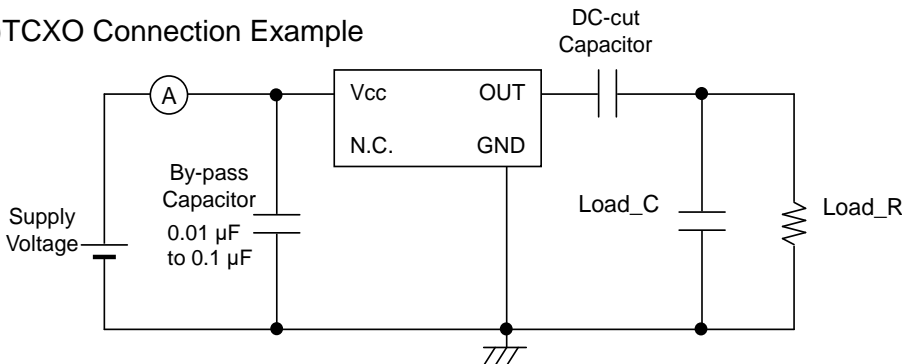 TCXO Connection Example
DC-cut
Capacitor
A
Vcc
OUT
N.C.
GND
By-pass
Capacitor
0.01 µF
to 0.1 µF
Supply
Voltage
Load_C
Load_R